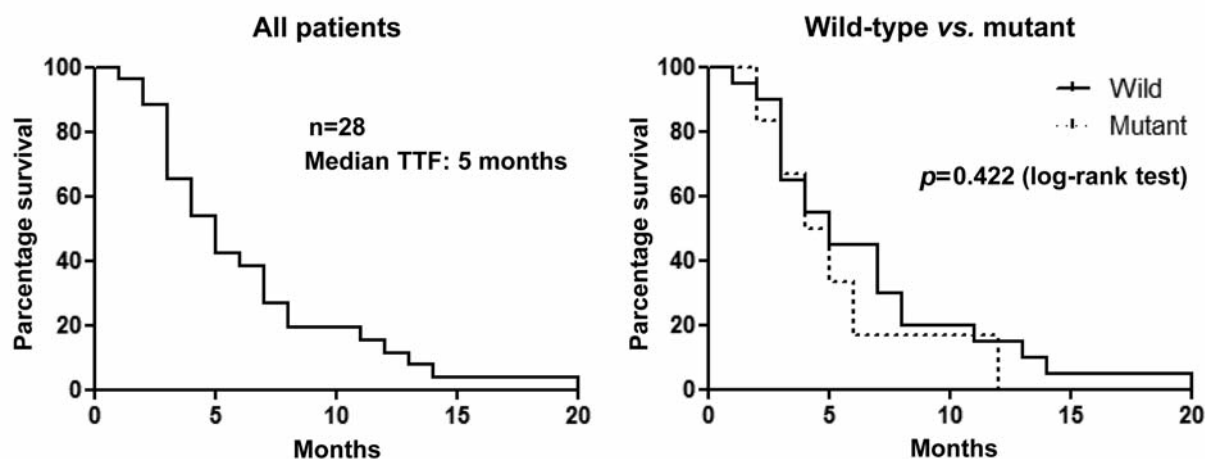 All patients
Parcentage survival
100
80
60
40
20
0
n=28
Median TTF: 5 months
0 5 10 15 20
Months
Wild-type vs. mutant
Parcentage survival
100
80
60
40
20
0
Wild
Mutant
p=0.422 (log-rank test)
0 5 10 15 20
Months